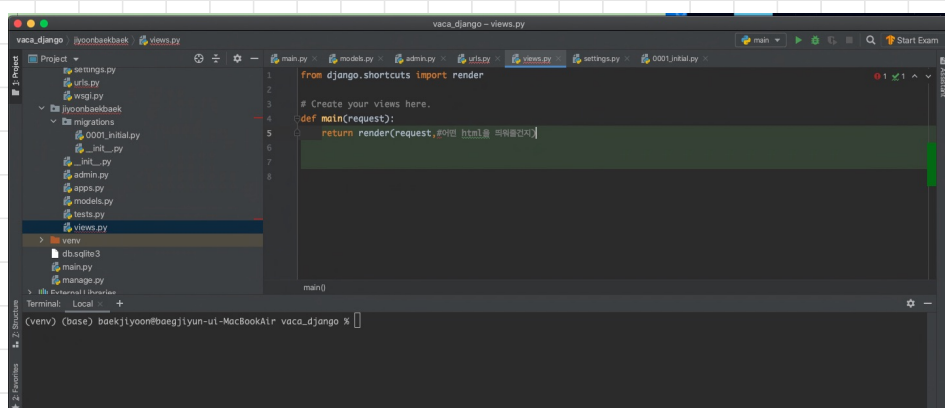 vaca_django – views.py
vaca_django 〉 jiyoonbaekbaek 〉 views.py
main
Start Exam
1: Project
Project
main.py
models.py
admin.py
urls.py
views.py
settings.py
0001_initial.py
settings.py
urls.py
wsgi.py
jiyoonbaekbaek
migrations
0001_initial.py
__init__.py
__init__.py
admin.py
apps.py
models.py
tests.py
views.py
venv
db.sqlite3
main.py
manage.py
External Libraries
1 from django.shortcuts import render
2
3 # Create your views here.
4 def main(request):
5 return render(request,#어떤 html을 띄워줄건지)
6
7
8
1 1
Assistant
main()
Terminal: Local × +
(venv) (base) baekjiyoon@baegjiyun-ui-MacBookAir vaca_django %
2: Structure
2: Favorites